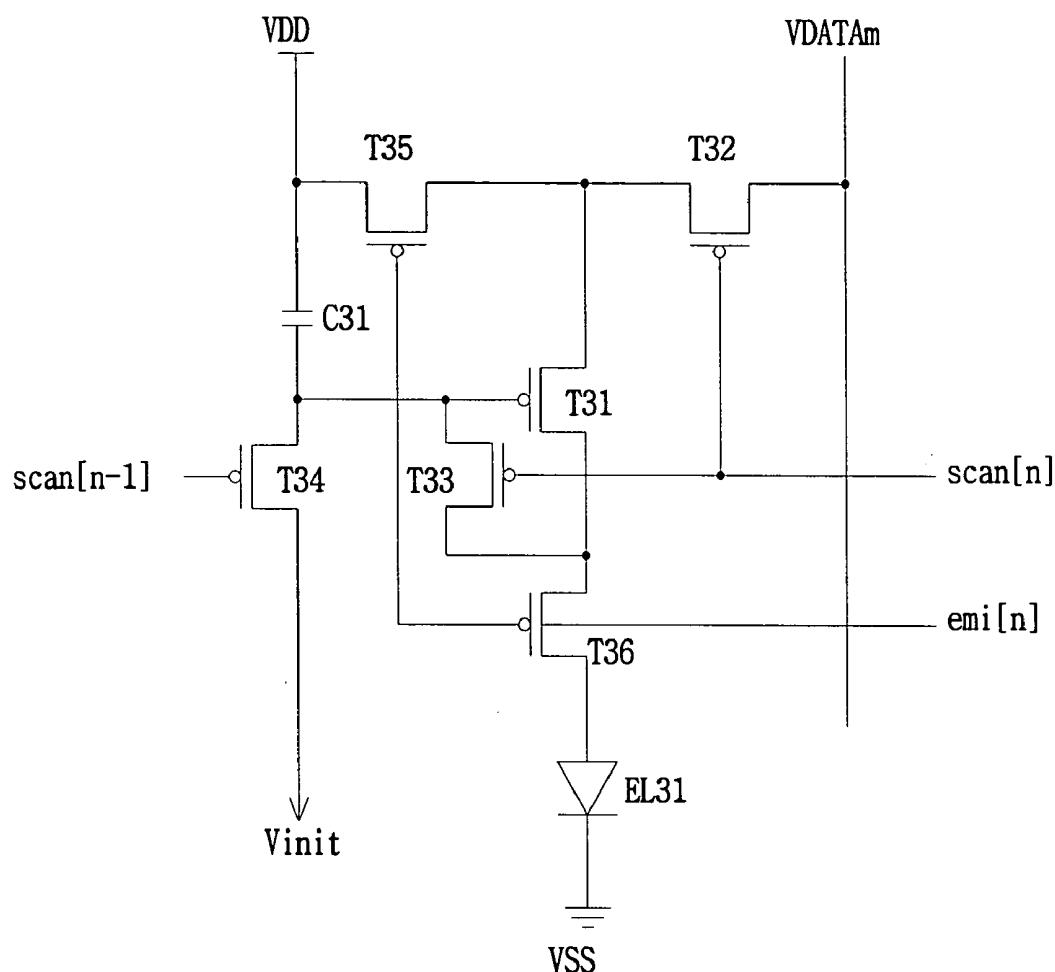 VDD
VDATAm
T35
T32
C31
T31
scan[n-1]
T34
T33
scan[n]
emi[n]
T36
EL31
Vinit
VSS